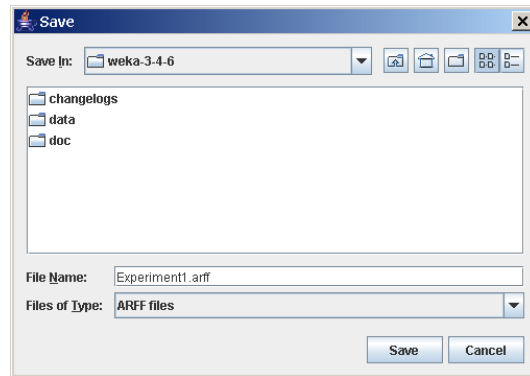 Save
Save In: weka-3-4-6
changelogs
data
doc
File Name: Experiment1.arff
Files of Type: ARFF files
Save Cancel